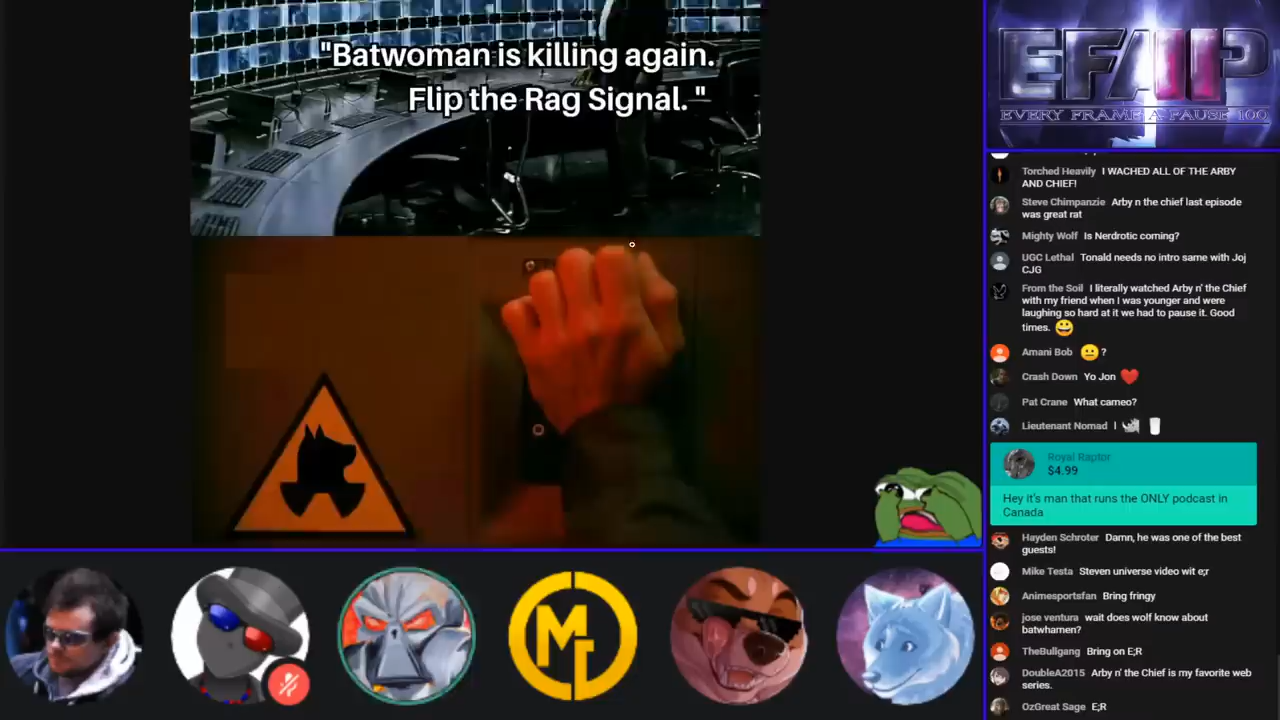 "Batwoman is killing again.
Flip the Rag Signal. "
EFAP
EVERY FRAME A PAUSE 100
Torched Heavily I WACHED ALL OF THE ARBY
AND CHIEF!
Steve Chimpanzie Arby n the chief last episode
was great rat
Mighty Wolf Is Nerdrotic coming?
UGC Lethal Tonald needs no intro same with Joj
CJG
From the Soil I literally watched Arby n' the Chief
with my friend when I was younger and were
laughing so hard at it we had to pause it. Good
times. 😀
Amani Bob 😐 ?
Crash Down Yo Jon ❤️
Pat Crane What cameo?
Lieutenant Nomad I
Royal Raptor
$4.99
Hey it's man that runs the ONLY podcast in
Canada
Hayden Schroter Damn, he was one of the best
guests!
Mike Testa Steven universe video wit e;r
Animesportsfan Bring fringy
jose ventura wait does wolf know about
batwhamen?
TheBullgang Bring on E;R
DoubleA2015 Arby n' the Chief is my favorite web
series.
OzGreat Sage E;R